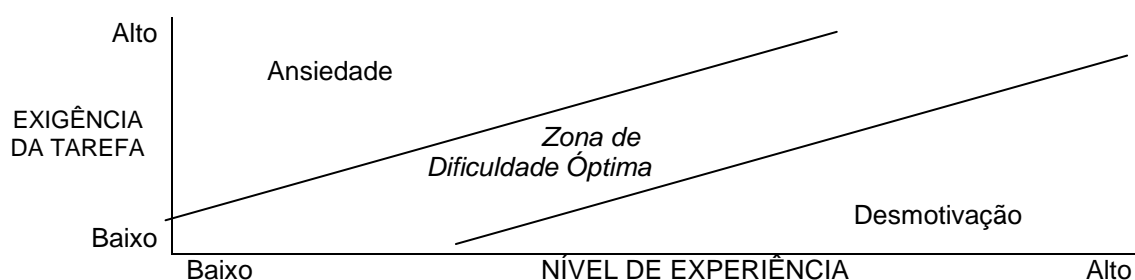 Alto
Ansiedade
EXIGÊNCIA
DA TAREFA
Zona de
Dificuldade Óptima
Desmotivação
Baixo
Baixo
NÍVEL DE EXPERIÊNCIA
Alto